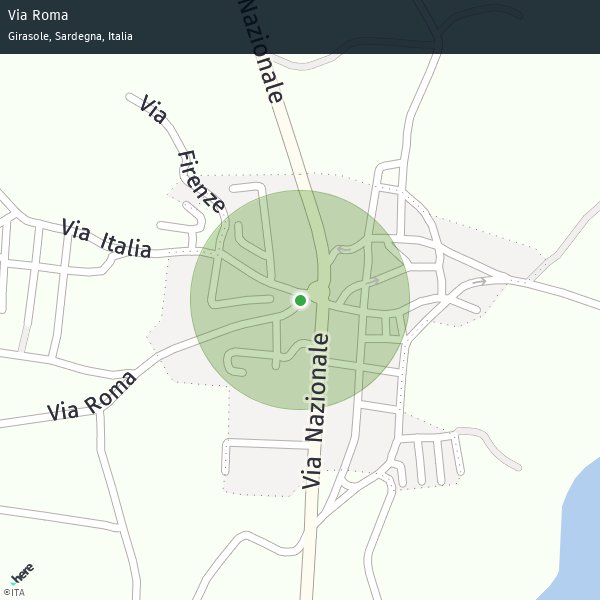 Via Roma
Girasole, Sardegna, Italia
Nazionale
Via Firenze
Via Italia
Via Nazionale
Via Roma
here
©ITA